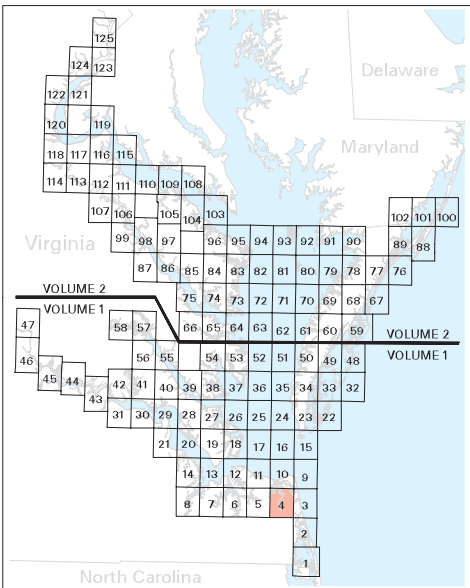 125
124 123
Delaware
122 121
120 119
Maryland
118 117 116 115
114 113 112 111 110 109 108
107 106 105 104 103 102 101 100
Virginia 99 98 97 96 95 94 93 92 91 90 89 88
87 86 85 84 83 82 81 80 79 78 77 76
VOLUME 2 75 74 73 72 71 70 69 68 67
VOLUME 1
47 58 57 66 65 64 63 62 61 60 59 VOLUME 2
VOLUME 1
46 56 55 54 53 52 51 50 49 48
45 44 43 42 41 40 39 38 37 36 35 34 33 32
31 30 29 28 27 26 25 24 23 22
21 20 19 18 17 16 15
14 13 12 11 10 9
8 7 6 5 4 3
2
1
North Carolina